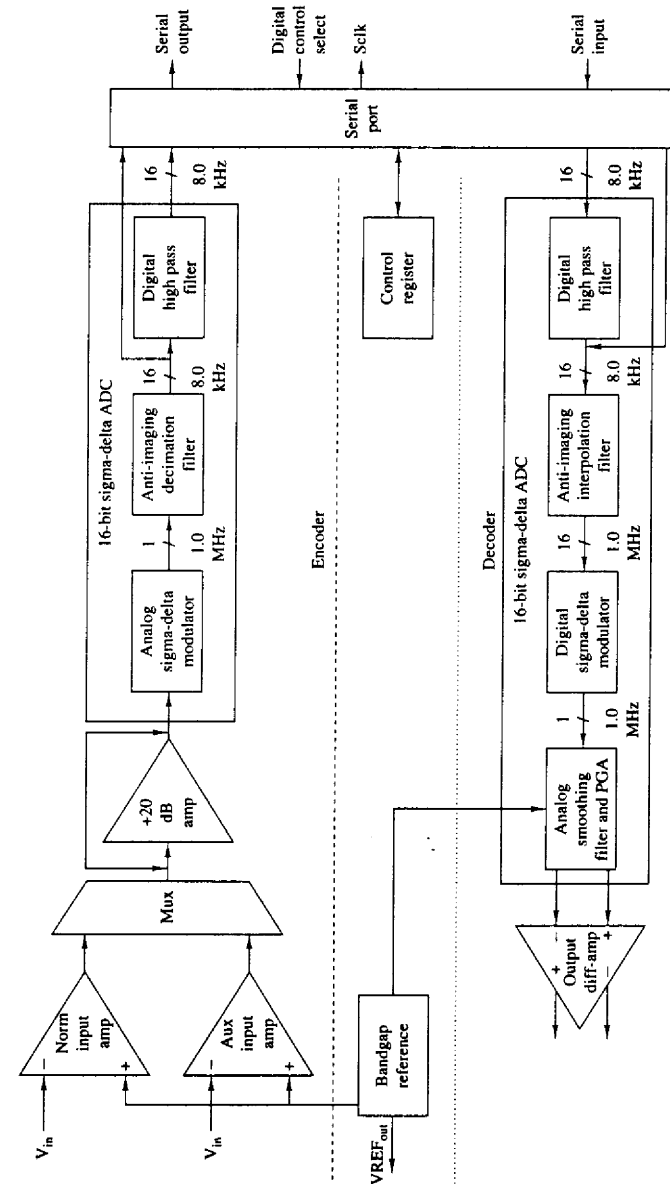 Serial
output
Digital
control
select
Sclk
Serial
input
Serial
port
16
8.0
kHz
16
8.0
kHz
16-bit sigma-delta ADC
Digital
high pass
filter
16
8.0
kHz
Anti-imaging
decimation
filter
1
1.0
MHz
Analog
sigma-delta
modulator
+20
dB
amp
Mux
Norm
input
amp
−
+
Aux
input
amp
−
+
V_in
V_in
Encoder
Control
register
Bandgap
reference
VREF_out
Decoder
16-bit sigma-delta ADC
Digital
high pass
filter
16
8.0
kHz
Anti-imaging
interpolation
filter
16
1.0
MHz
Digital
sigma-delta
modulator
1
1.0
MHz
Analog
smoothing
filter and PGA
−
+
+
−
Output
diff-amp